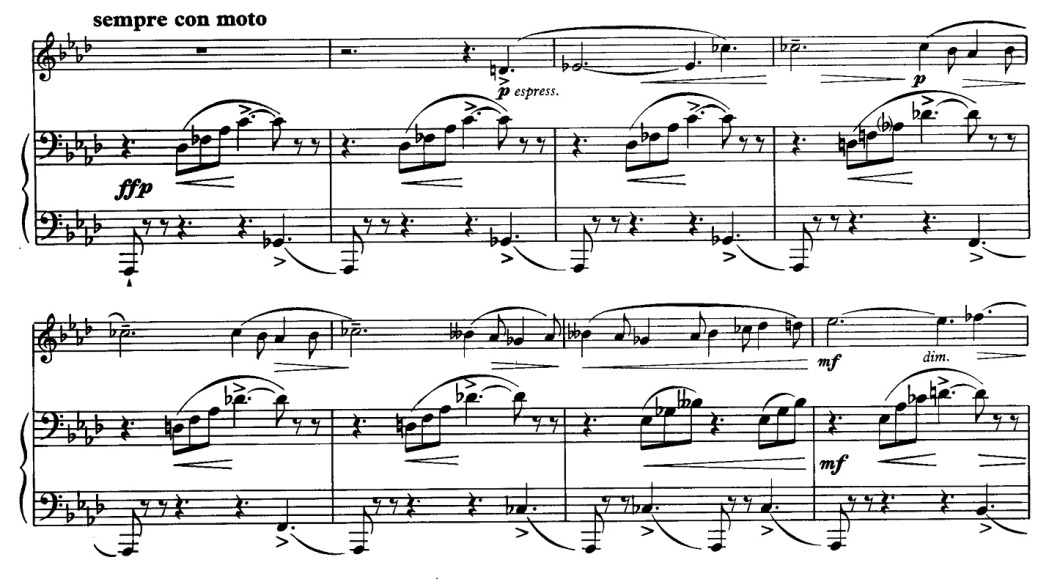 sempre con moto
p espress.
p
ffp
mf
dim.
mf